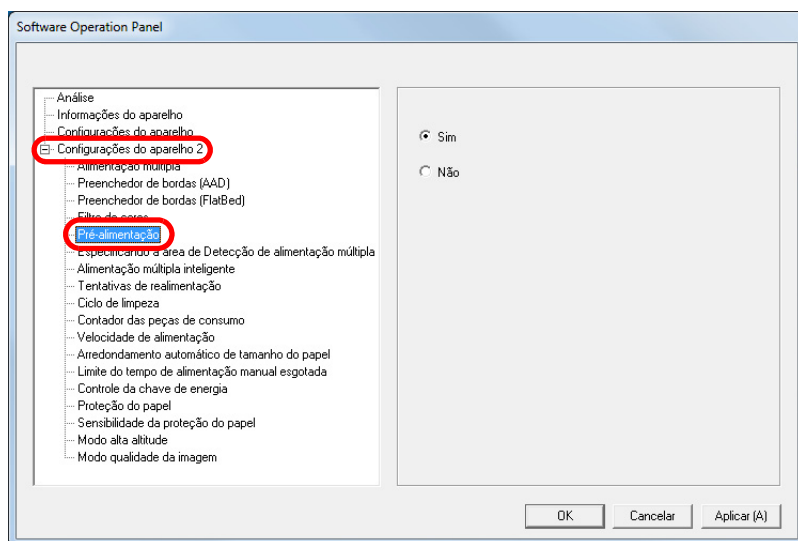 Software Operation Panel
Análise
Informações do aparelho
Configurações do aparelho
Configurações do aparelho 2
Alimentação múltipla
Preenchedor de bordas (AAD)
Preenchedor de bordas (FlatBed)
Filtro de cores
Pré-alimentação
Especificando a área de Detecção de alimentação múltipla
Alimentação múltipla inteligente
Tentativas de realimentação
Ciclo de limpeza
Contador das peças de consumo
Velocidade de alimentação
Arredondamento automático de tamanho do papel
Limite do tempo de alimentação manual esgotada
Controle da chave de energia
Proteção do papel
Sensibilidade da proteção do papel
Modo alta altitude
Modo qualidade da imagem
Sim
Não
OK
Cancelar
Aplicar (A)